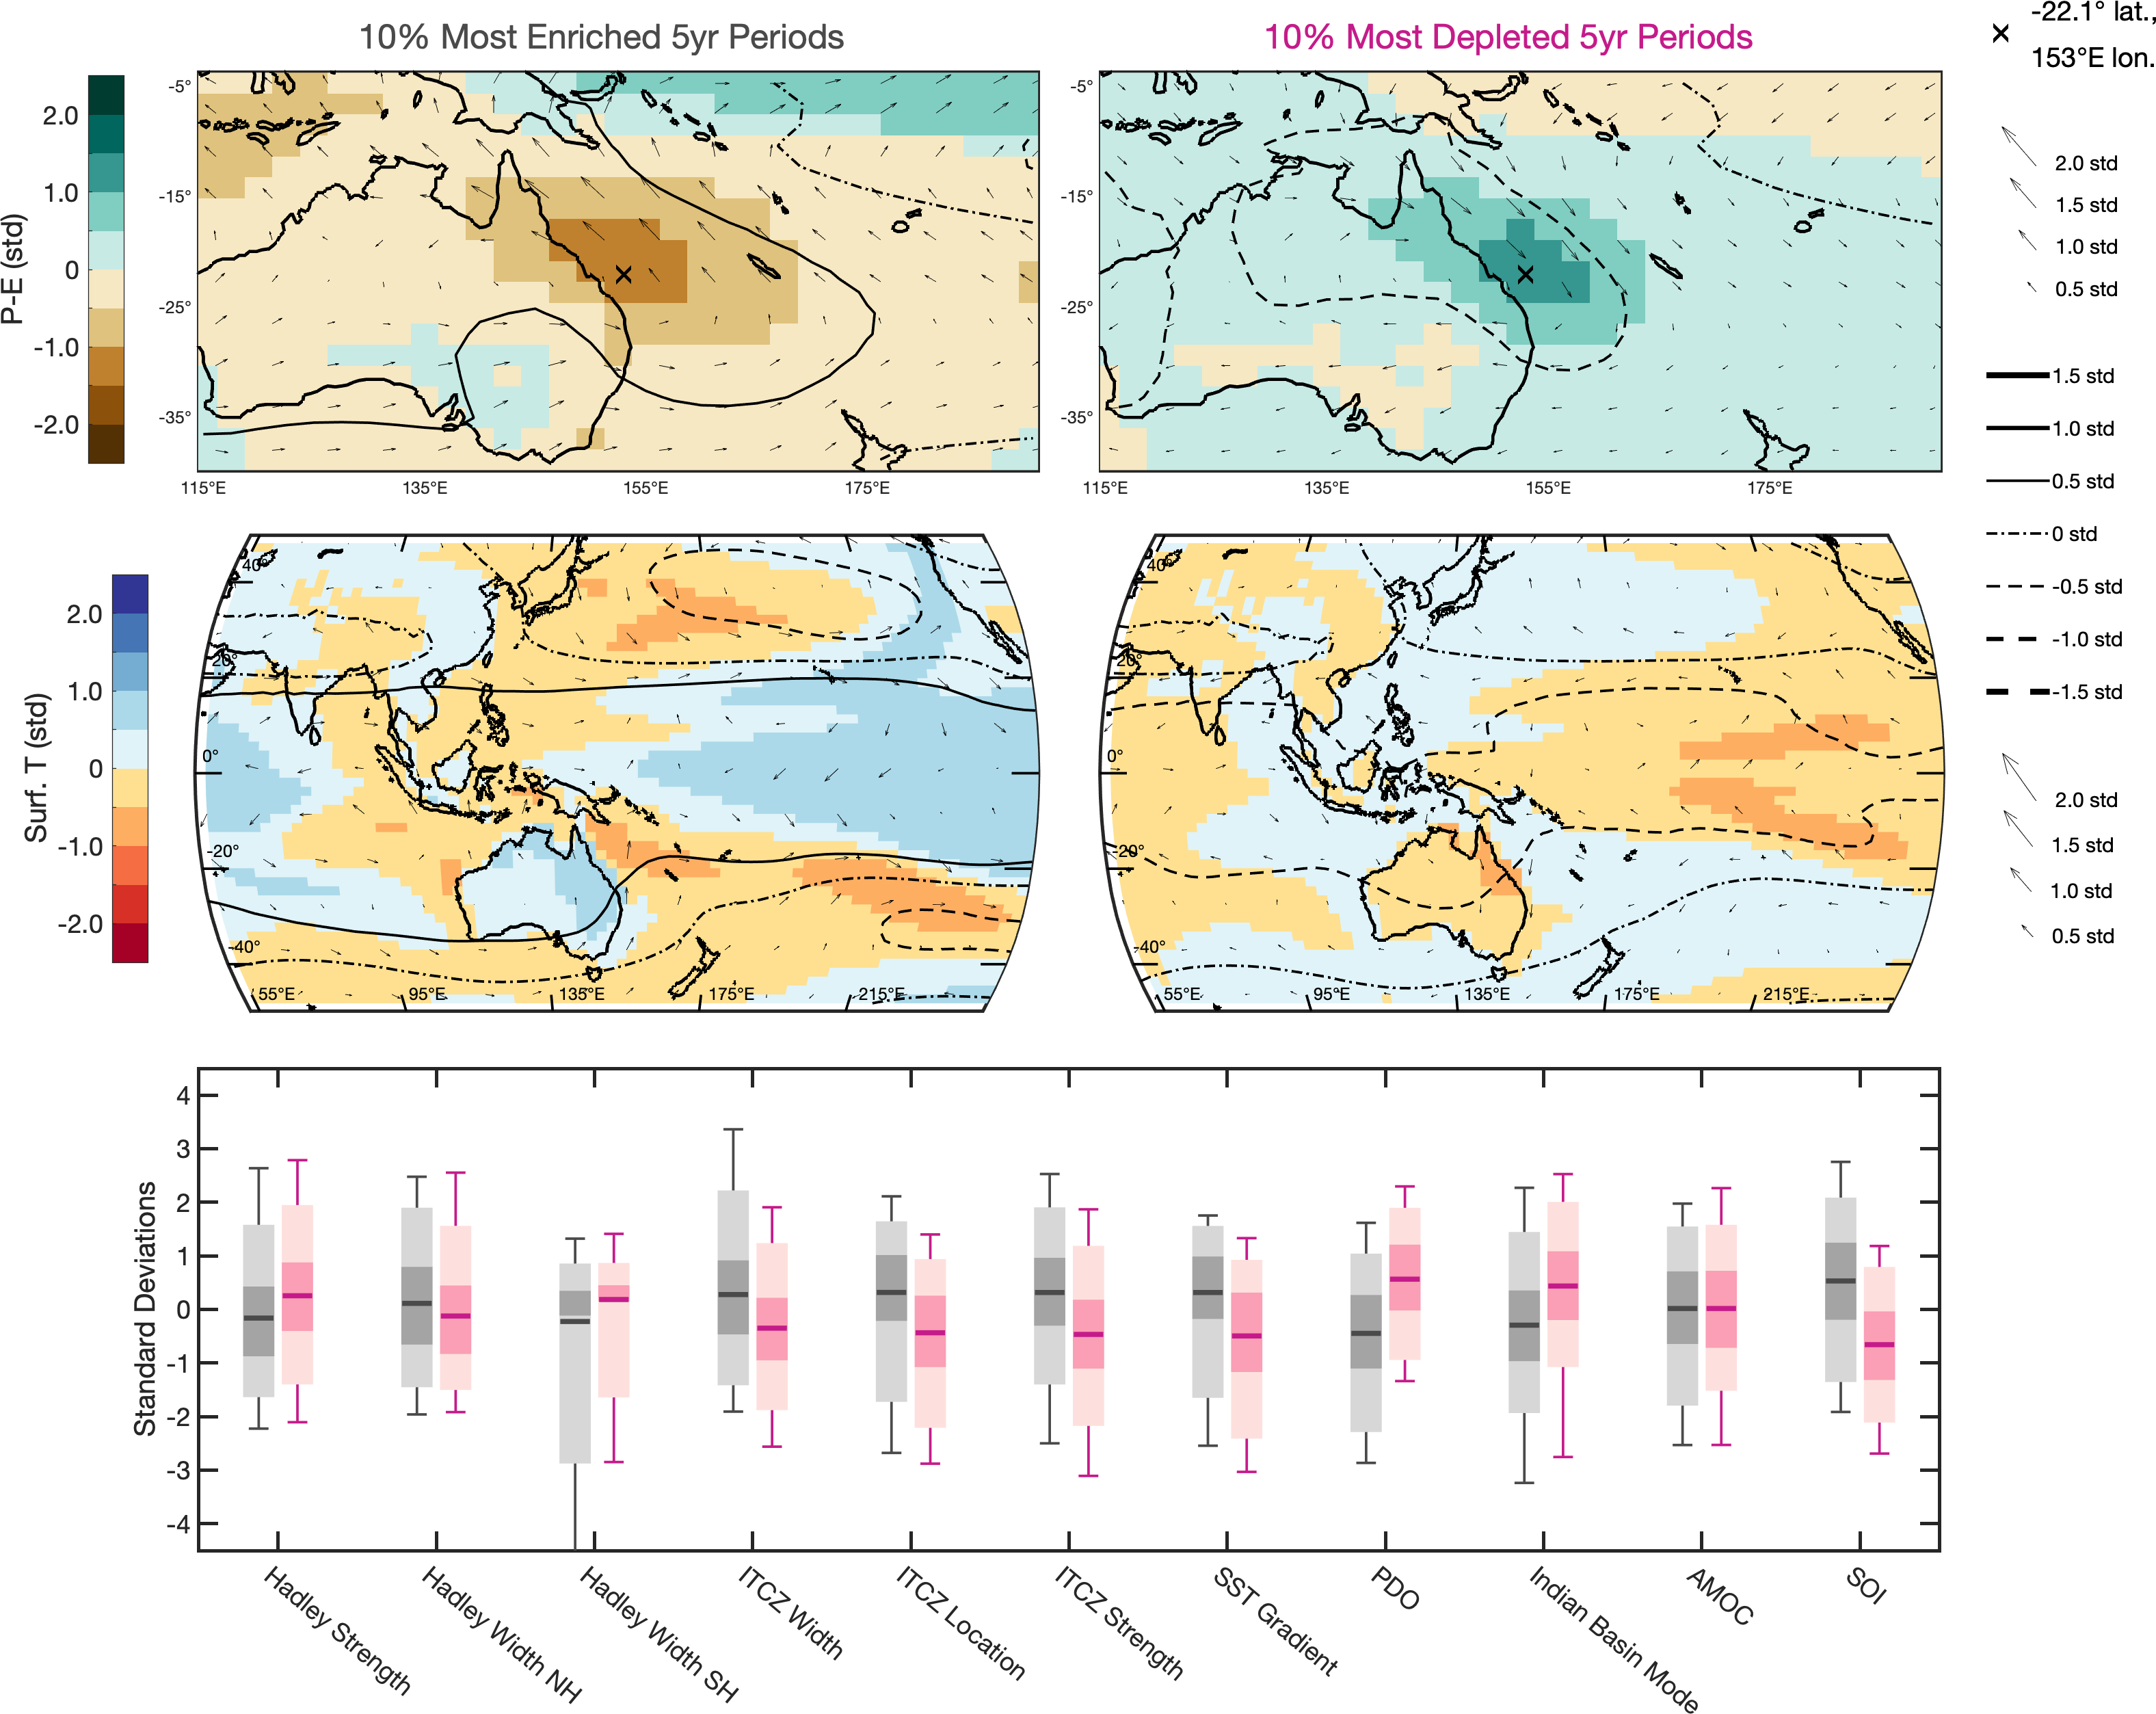 10% Most Enriched 5yr Periods
10% Most Depleted 5yr Periods
-22.1° lat.,
153°E lon.
P-E (std)
2.0
1.0
0
-1.0
-2.0
-5°
-15°
-25°
-35°
115°E
135°E
155°E
175°E
-5°
-15°
-25°
-35°
115°E
135°E
155°E
175°E
2.0 std
1.5 std
1.0 std
0.5 std
1.5 std
1.0 std
0.5 std
0 std
-0.5 std
-1.0 std
-1.5 std
2.0 std
1.5 std
1.0 std
0.5 std
Surf. T (std)
2.0
1.0
0
-1.0
-2.0
40°
20°
0°
-20°
-40°
55°E
95°E
135°E
175°E
215°E
40°
20°
0°
-20°
-40°
55°E
95°E
135°E
175°E
215°E
Standard Deviations
4
3
2
1
0
-1
-2
-3
-4
Hadley Strength
Hadley Width NH
Hadley Width SH
ITCZ Width
ITCZ Location
ITCZ Strength
SST Gradient
PDO
Indian Basin Mode
AMOC
SOI